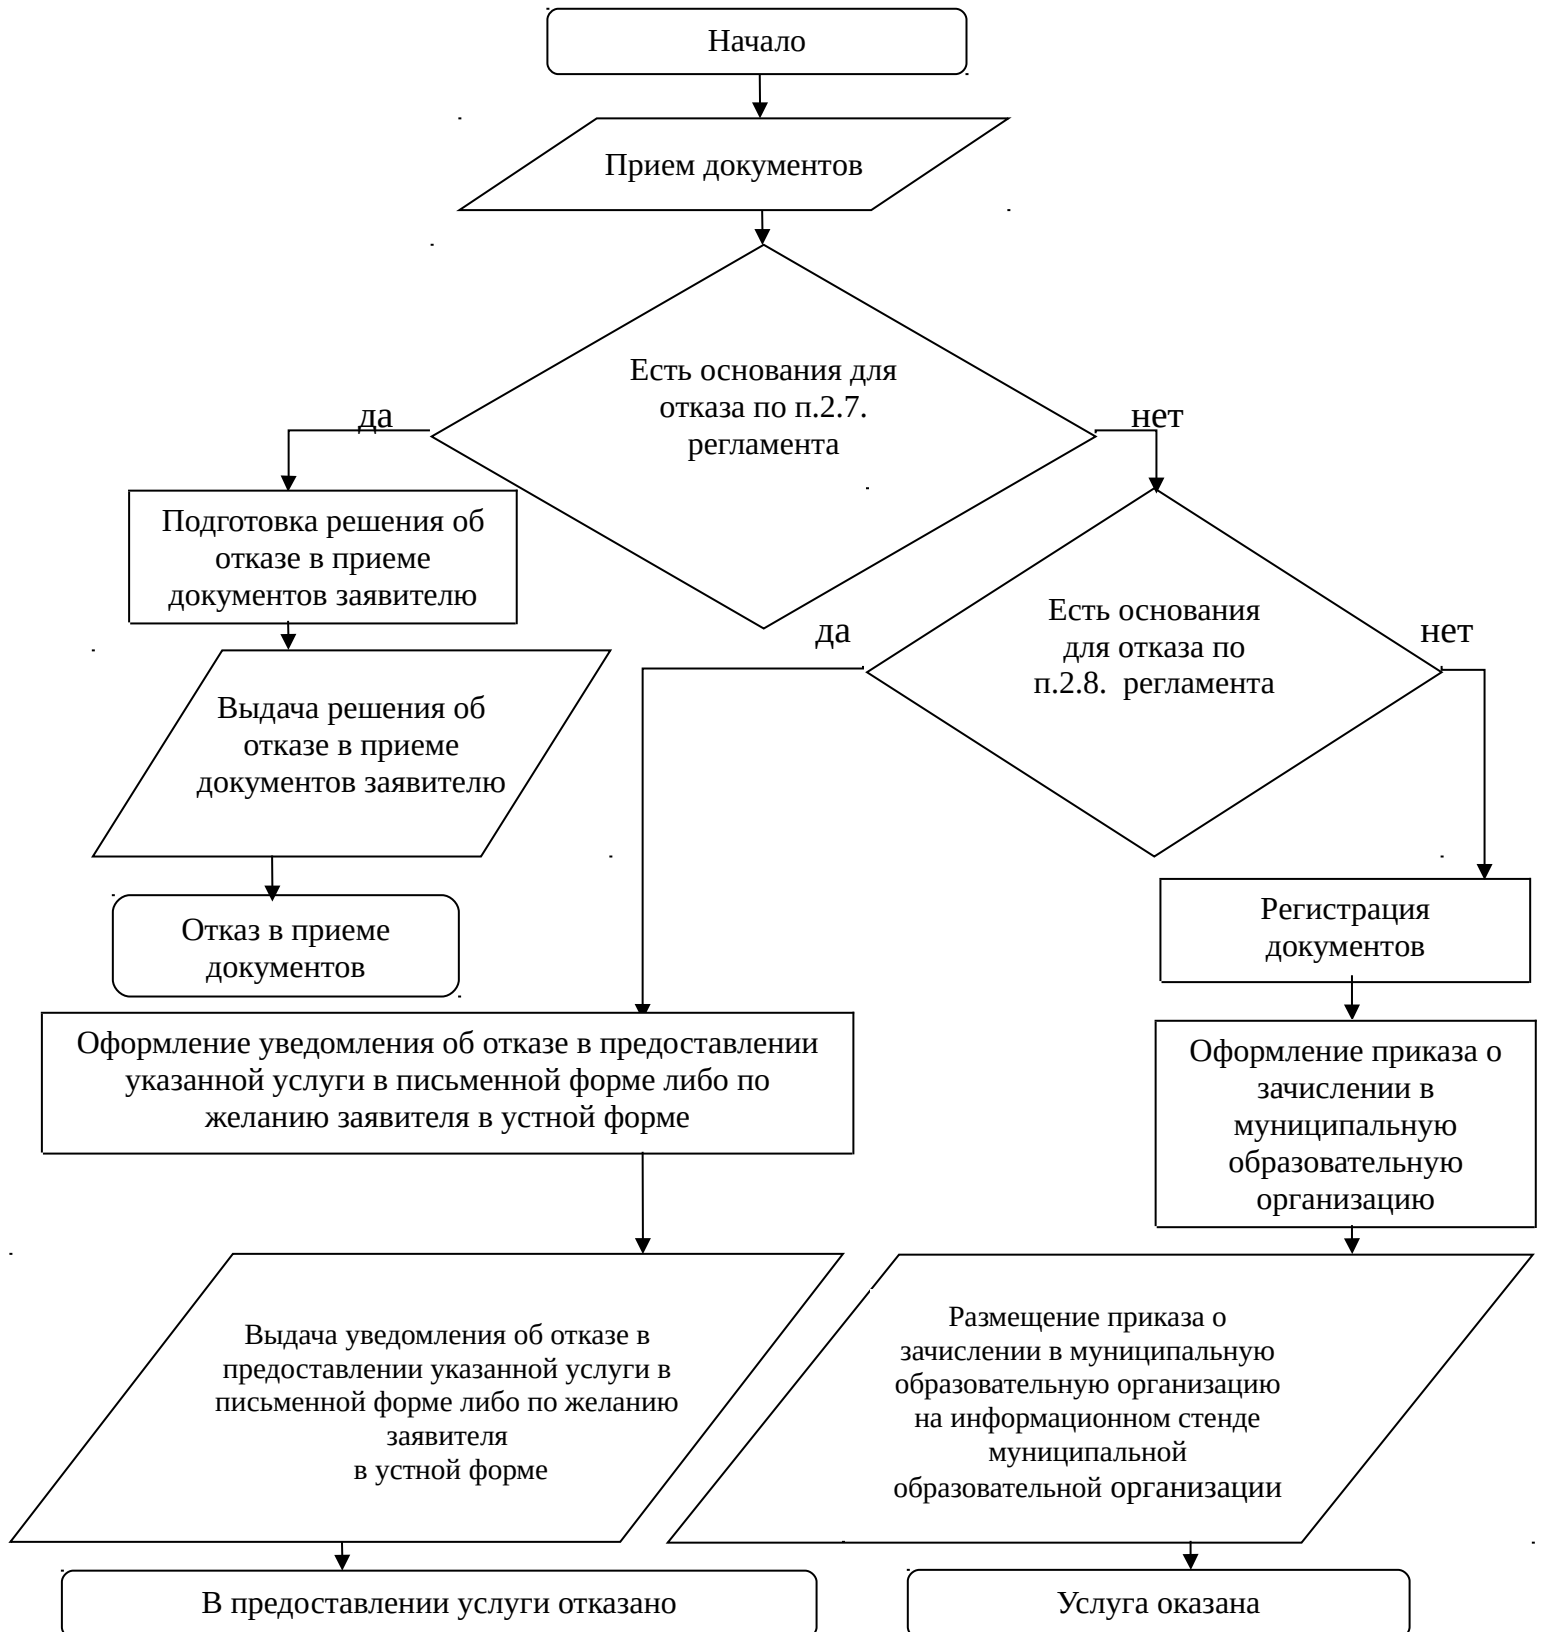 Начало
Прием документов
Есть основания для
отказа по п.2.7.
регламента
да
нет
Подготовка решения об
отказе в приеме
документов заявителю
Есть основания
для отказа по
п.2.8. регламента
да
нет
Выдача решения об
отказе в приеме
документов заявителю
Отказ в приеме
документов
Регистрация
документов
Оформление уведомления об отказе в предоставлении
указанной услуги в письменной форме либо по
желанию заявителя в устной форме
Оформление приказа о
зачислении в
муниципальную
образовательную
организацию
Выдача уведомления об отказе в
предоставлении указанной услуги в
письменной форме либо по желанию
заявителя
в устной форме
Размещение приказа о
зачислении в муниципальную
образовательную организацию
на информационном стенде
муниципальной
образовательной организации
В предоставлении услуги отказано
Услуга оказана